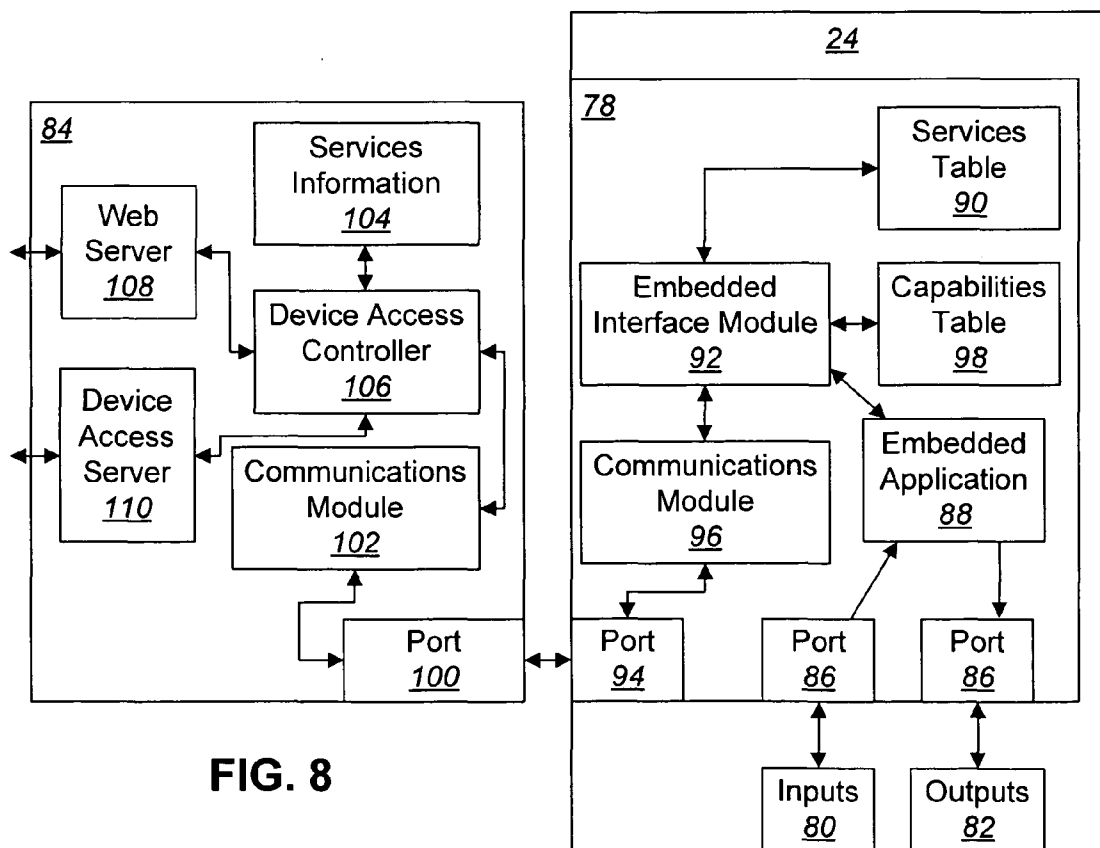 24
84
78
Services
Information
104
Services
Table
90
Web
Server
108
Device Access
Controller
106
Embedded
Interface Module
92
Capabilities
Table
98
Device
Access
Server
110
Communications
Module
102
Communications
Module
96
Embedded
Application
88
Port
100
Port
94
Port
86
Port
86
FIG. 8
Inputs
80
Outputs
82